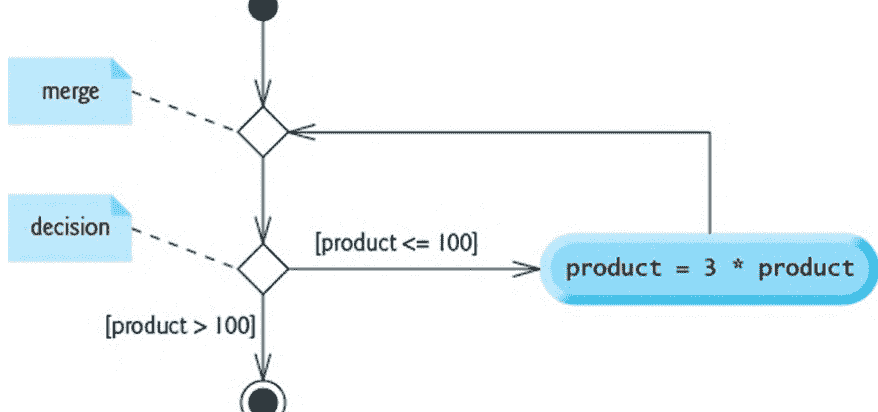 merge
decision
[product <= 100]
product = 3 * product
[product > 100]